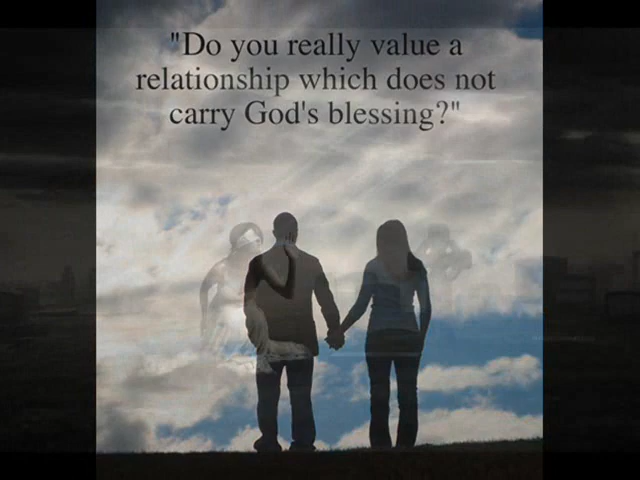 "Do you really value a
relationship which does not
carry God's blessing?"